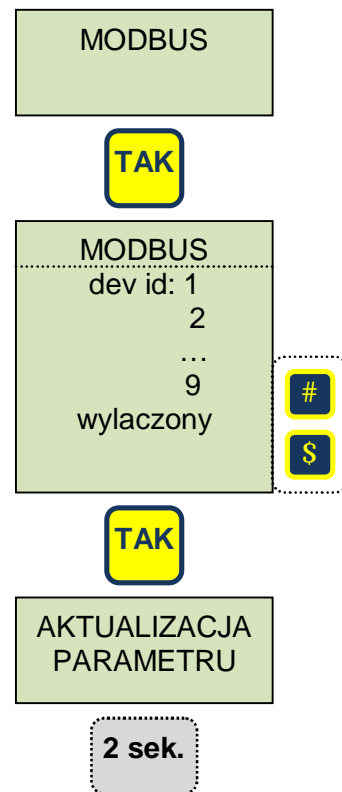 MODBUS
TAK
MODBUS
dev id: 1
2
...
9
wylaczony
#
$
TAK
AKTUALIZACJA
PARAMETRU
2 sek.